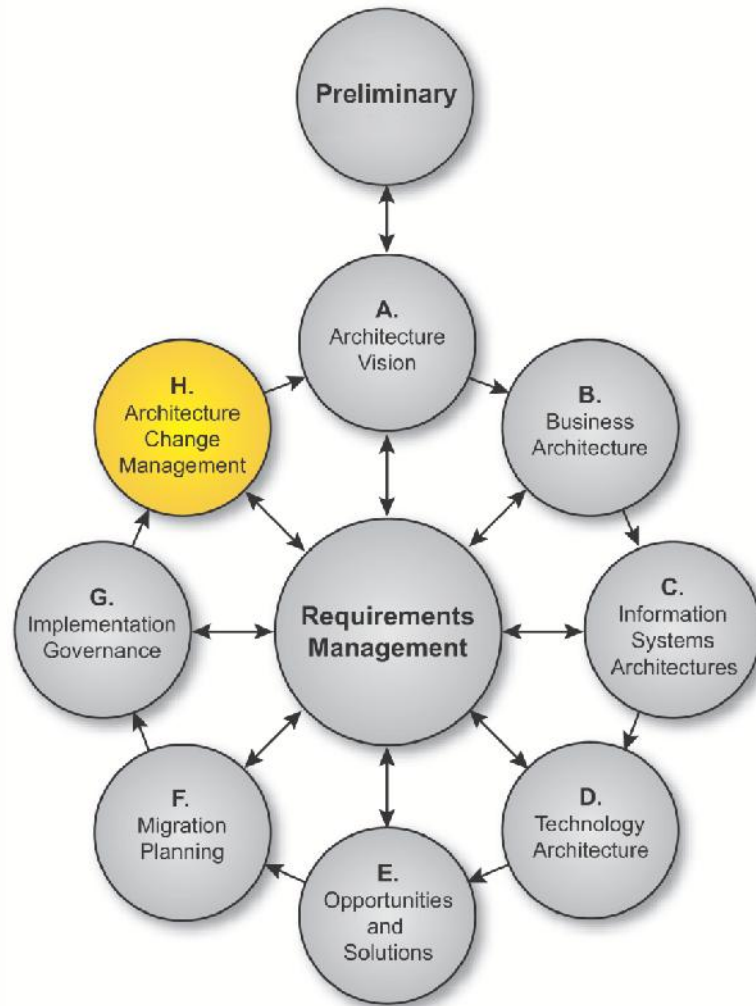 Preliminary
A.
Architecture
Vision
B.
Business
Architecture
C.
Information
Systems
Architectures
D.
Technology
Architecture
E.
Opportunities
and
Solutions
F.
Migration
Planning
G.
Implementation
Governance
H.
Architecture
Change
Management
Requirements
Management